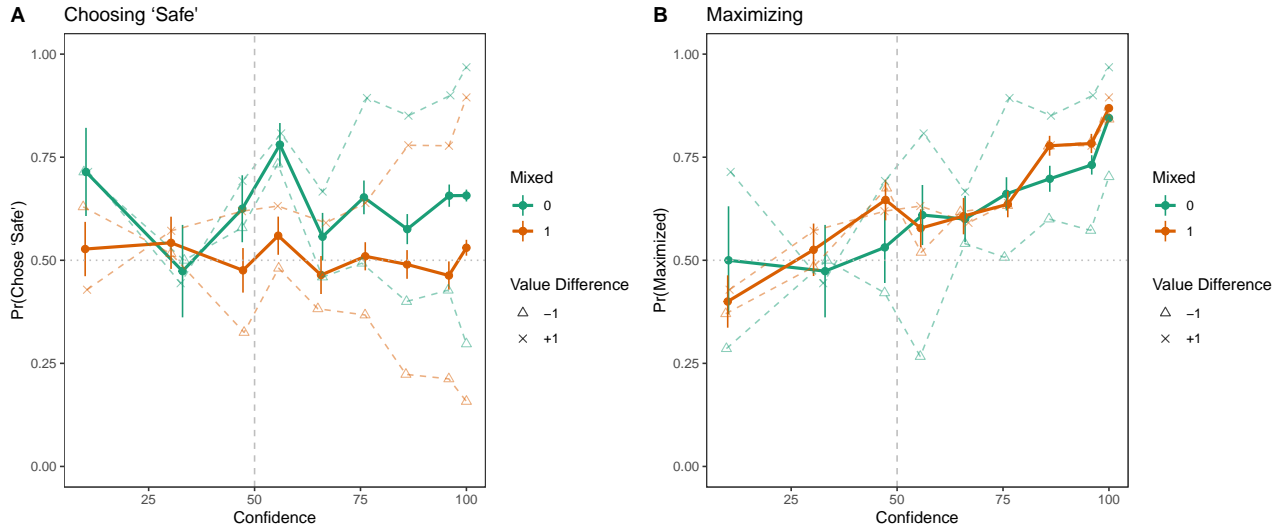 A Choosing ‘Safe’
Pr(Chose ‘Safe’)
1.00
0.75
0.50
0.25
0.00
25 50 75 100
Confidence
Mixed
0
1
Value Difference
−1
+1
B Maximizing
Pr(Maximized)
1.00
0.75
0.50
0.25
0.00
25 50 75 100
Confidence
Mixed
0
1
Value Difference
−1
+1